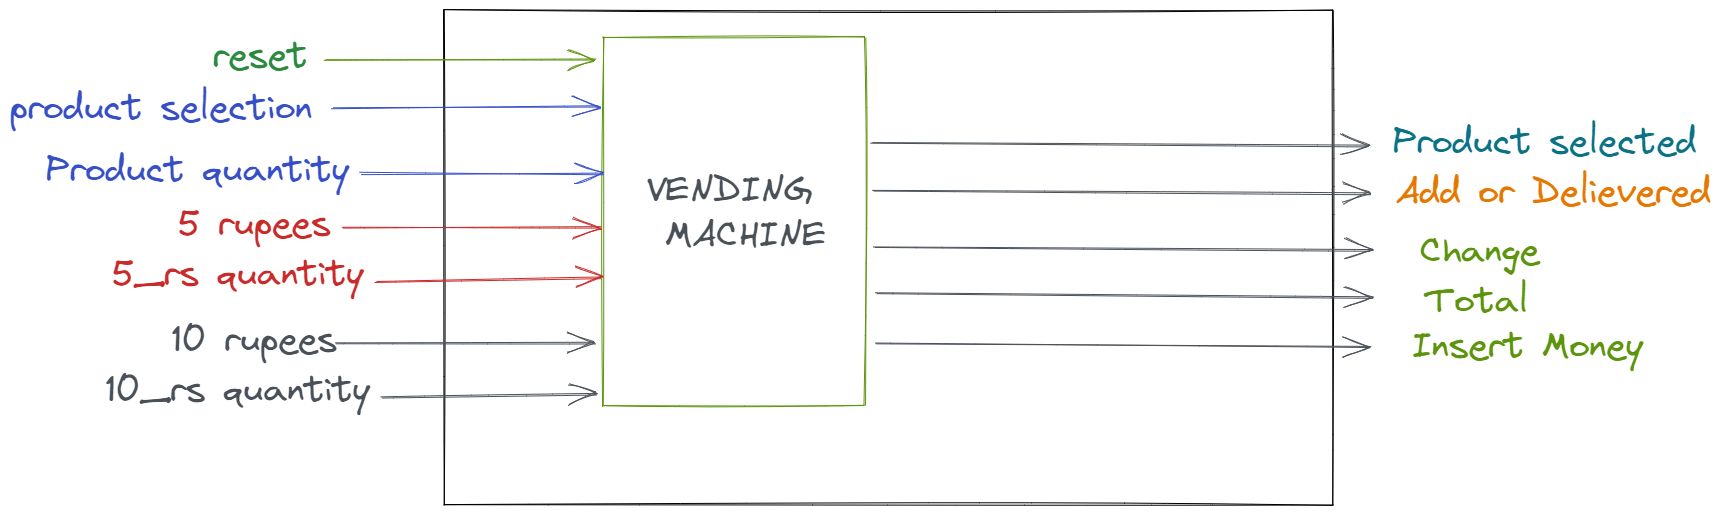 reset
product selection
Product quantity
5 rupees
5_rs quantity
10 rupees
10_rs quantity
VENDING
MACHINE
Product selected
Add or Delievered
Change
Total
Insert Money